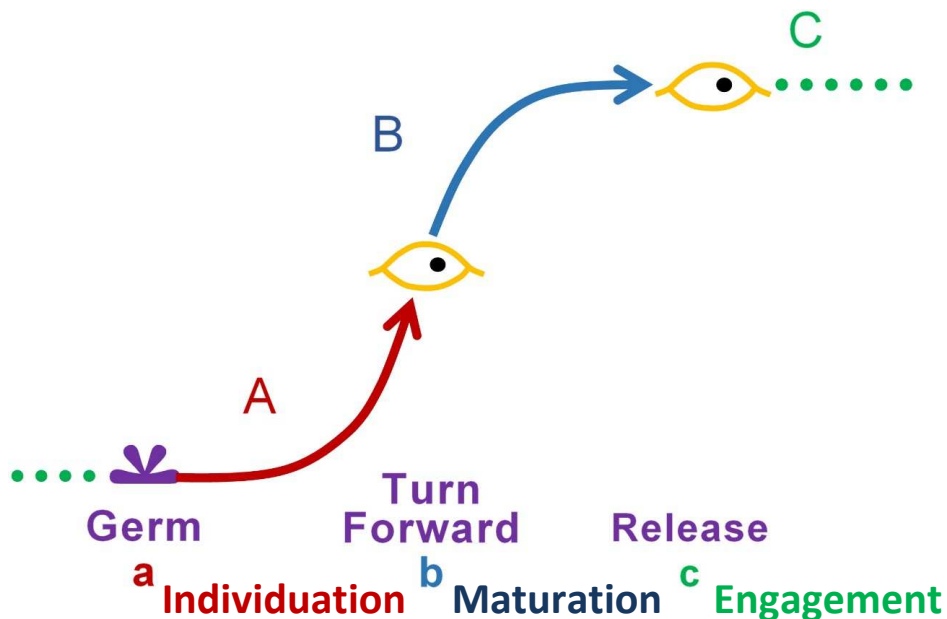 C
B
A
Germ
Turn
Forward
Release
a
b
c
Individuation
Maturation
Engagement